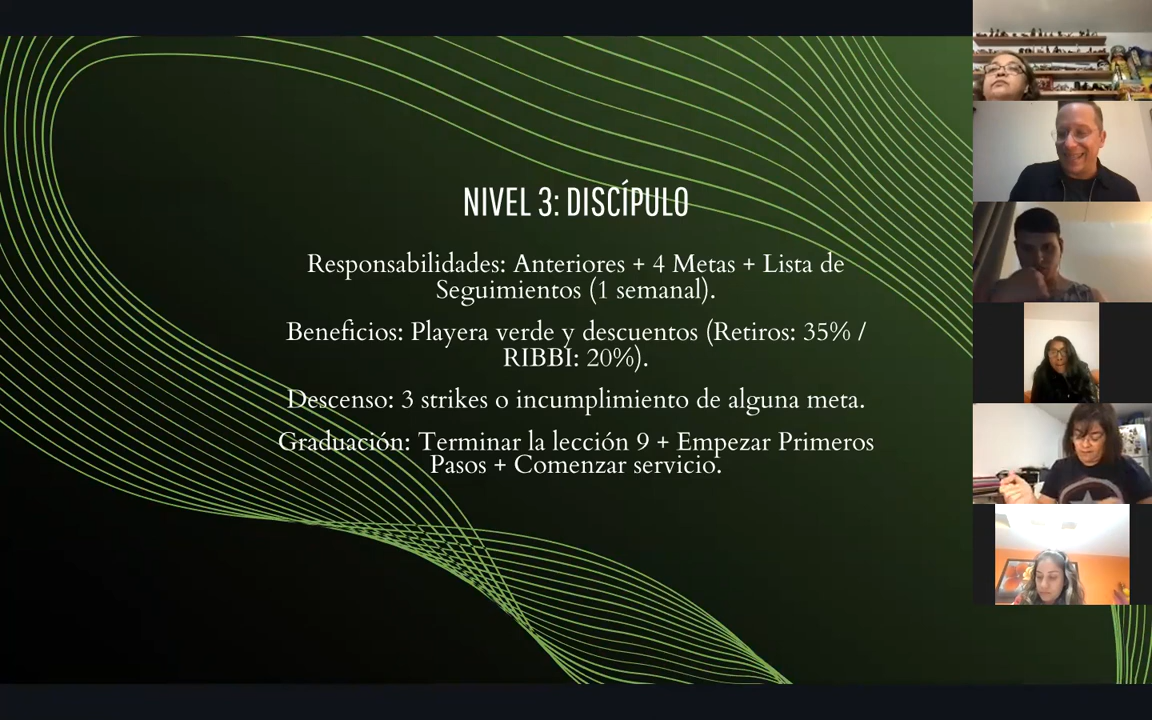 NIVEL 3: DISCÍPULO
Responsabilidades: Anteriores + 4 Metas + Lista de
Seguimientos (1 semanal).
Beneficios: Playera verde y descuentos (Retiros: 35% /
RIBBI: 20%).
Descenso: 3 strikes o incumplimiento de alguna meta.
Graduación: Terminar la lección 9 + Empezar Primeros
Pasos + Comenzar servicio.